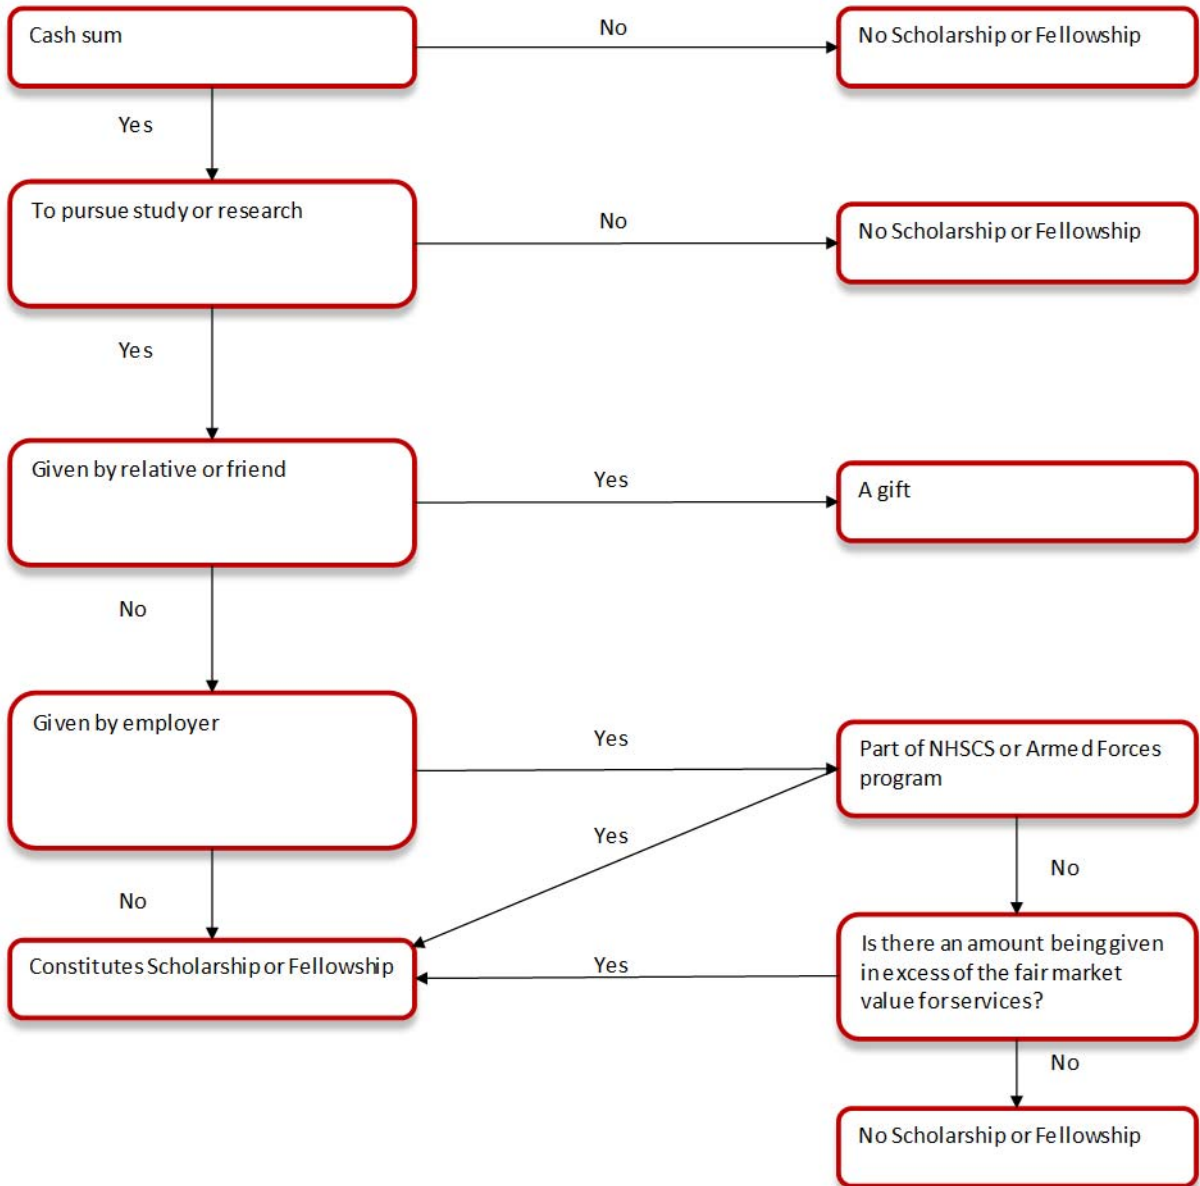 Cash sum
No
No Scholarship or Fellowship
Yes
To pursue study or research
No
No Scholarship or Fellowship
Yes
Given by relative or friend
Yes
A gift
No
Given by employer
Yes
Part of NHSCS or Armed Forces
program
Yes
No
No
Constitutes Scholarship or Fellowship
Yes
Is there an amount being given
in excess of the fair market
value for services?
No
No Scholarship or Fellowship